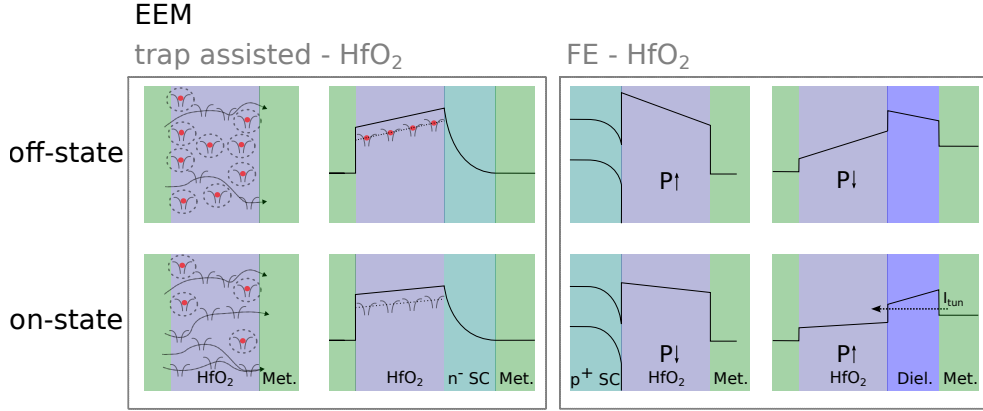 EEM
trap assisted - HfO₂
FE - HfO₂
off-state
P↑
P↓
on-state
HfO₂
Met.
HfO₂
n⁻ SC
Met.
p⁺ SC
P↓
HfO₂
Met.
P↑
HfO₂
I_tun
Diel.
Met.